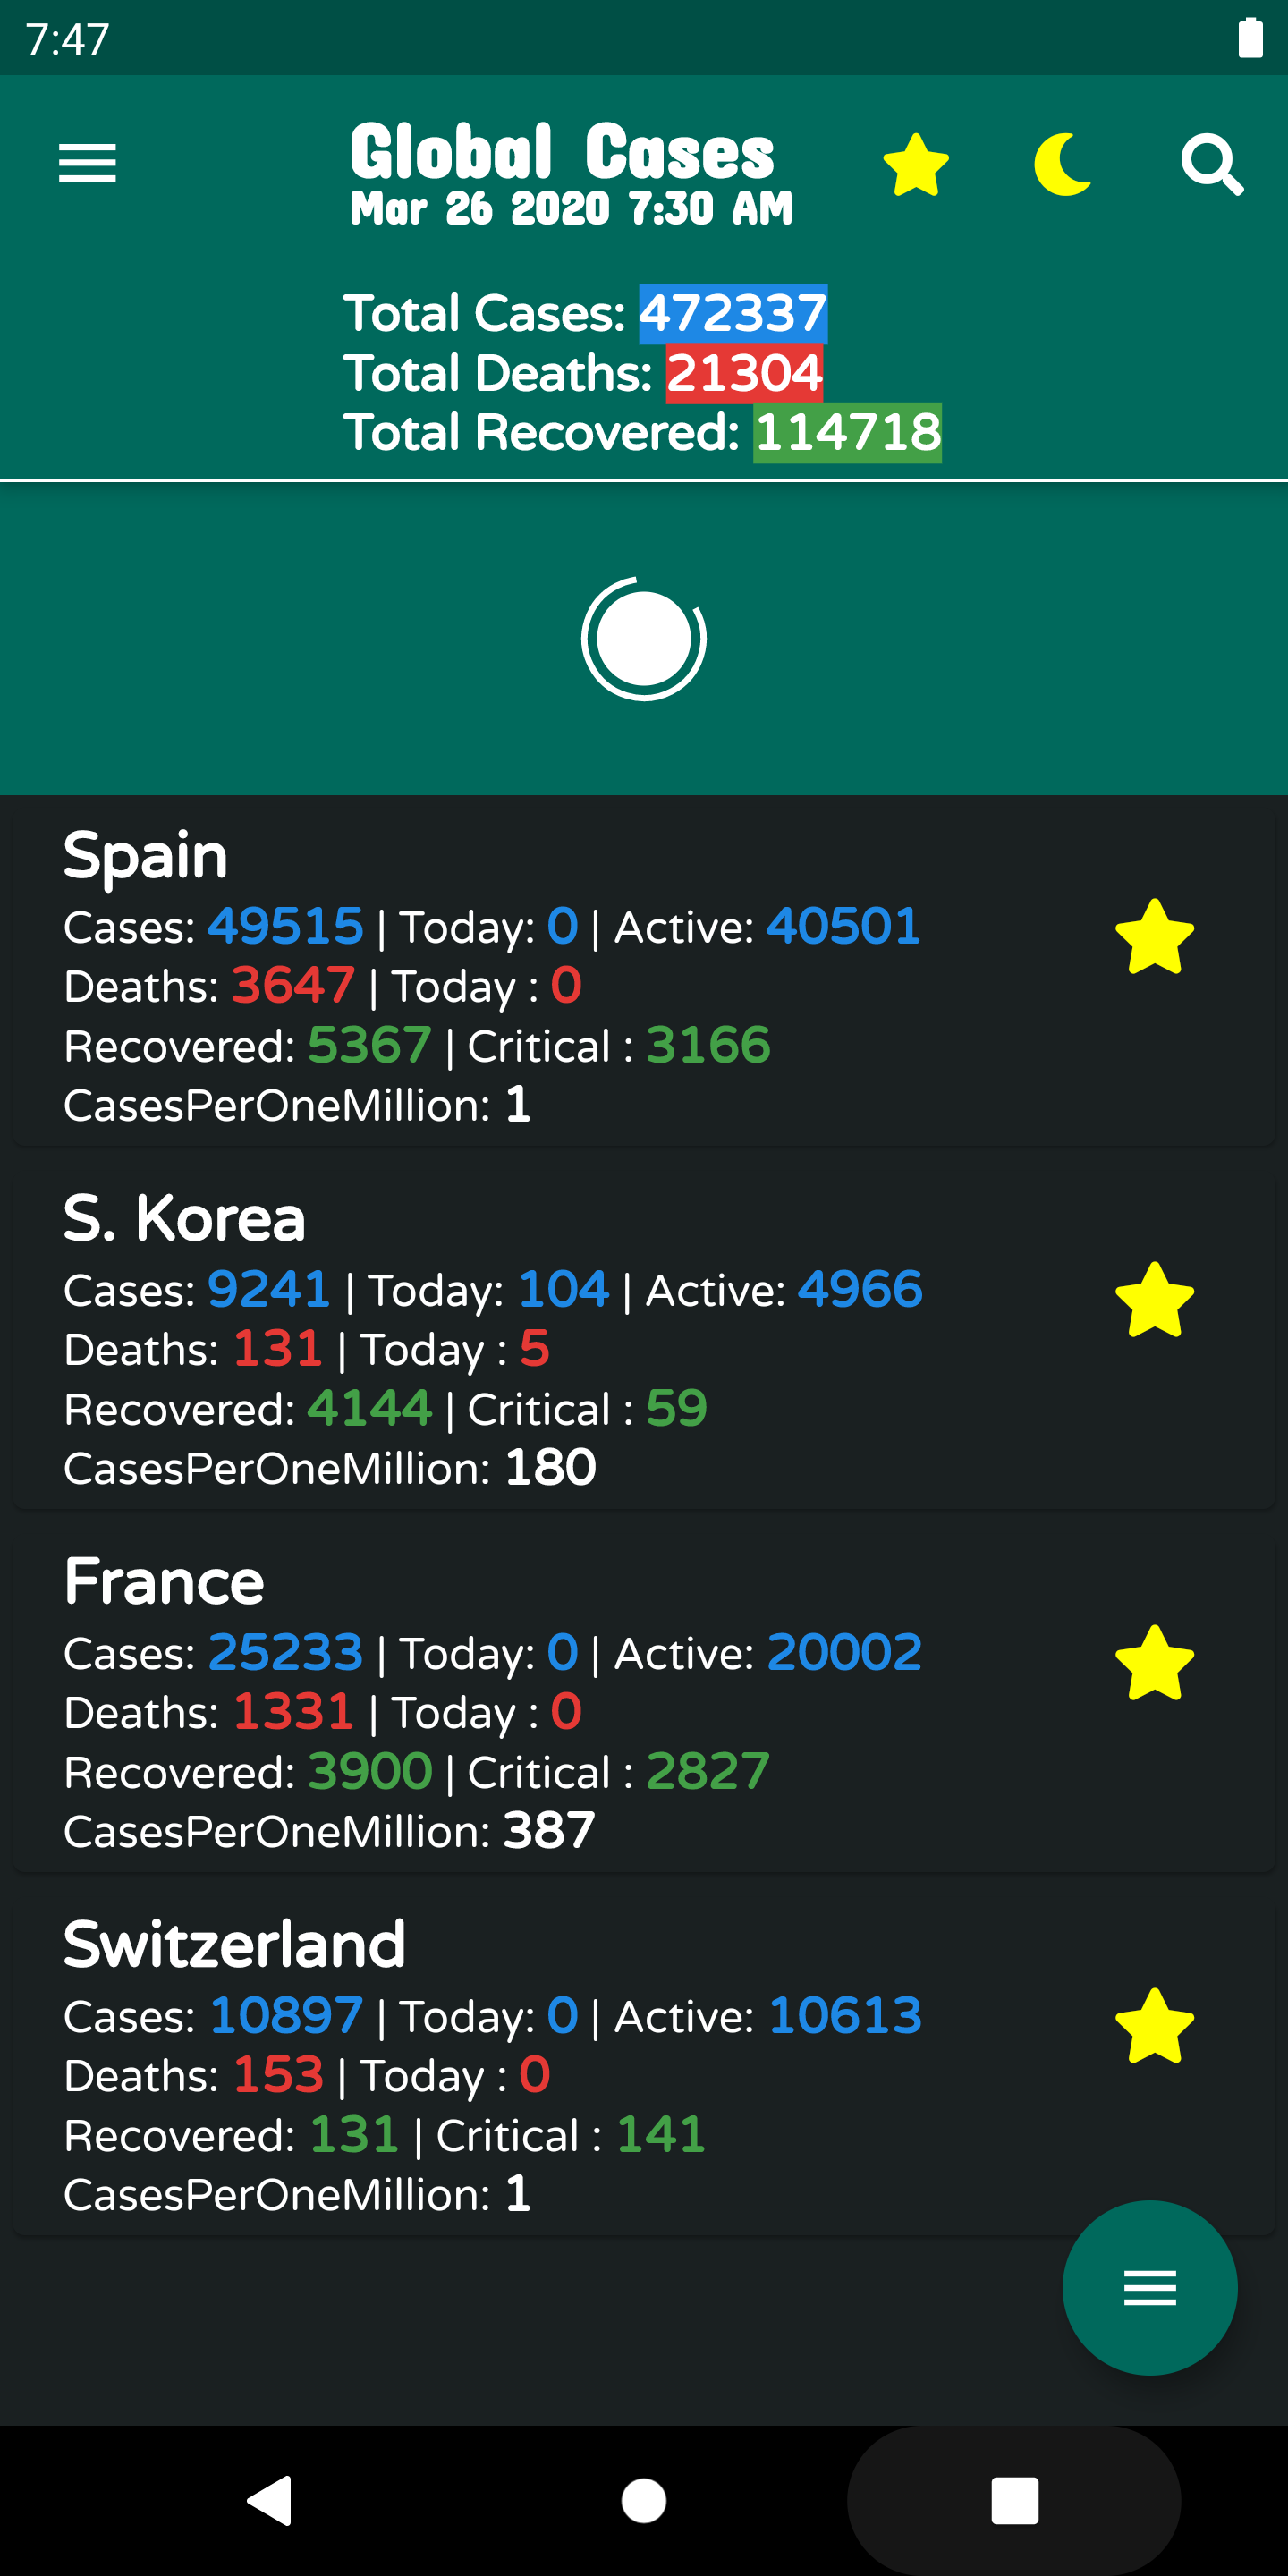 7:47
Global Cases
Mar 26 2020 7:30 AM
Total Cases: 472337
Total Deaths: 21304
Total Recovered: 114718
Spain
Cases: 49515 | Today: 0 | Active: 40501
Deaths: 3647 | Today : 0
Recovered: 5367 | Critical : 3166
CasesPerOneMillion: 1
S. Korea
Cases: 9241 | Today: 104 | Active: 4966
Deaths: 131 | Today : 5
Recovered: 4144 | Critical : 59
CasesPerOneMillion: 180
France
Cases: 25233 | Today: 0 | Active: 20002
Deaths: 1331 | Today : 0
Recovered: 3900 | Critical : 2827
CasesPerOneMillion: 387
Switzerland
Cases: 10897 | Today: 0 | Active: 10613
Deaths: 153 | Today : 0
Recovered: 131 | Critical : 141
CasesPerOneMillion: 1